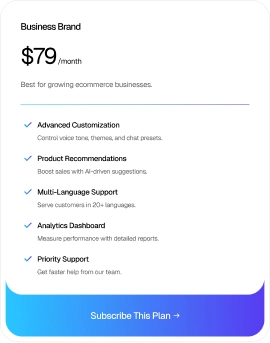 Business Brand
$79 /month
Best for growing ecommerce businesses.
Advanced Customization
Control voice tone, themes, and chat presets.
Product Recommendations
Boost sales with AI-driven suggestions.
Multi-Language Support
Serve customers in 20+ languages.
Analytics Dashboard
Measure performance with detailed reports.
Priority Support
Get faster help from our team.
Subscribe This Plan →